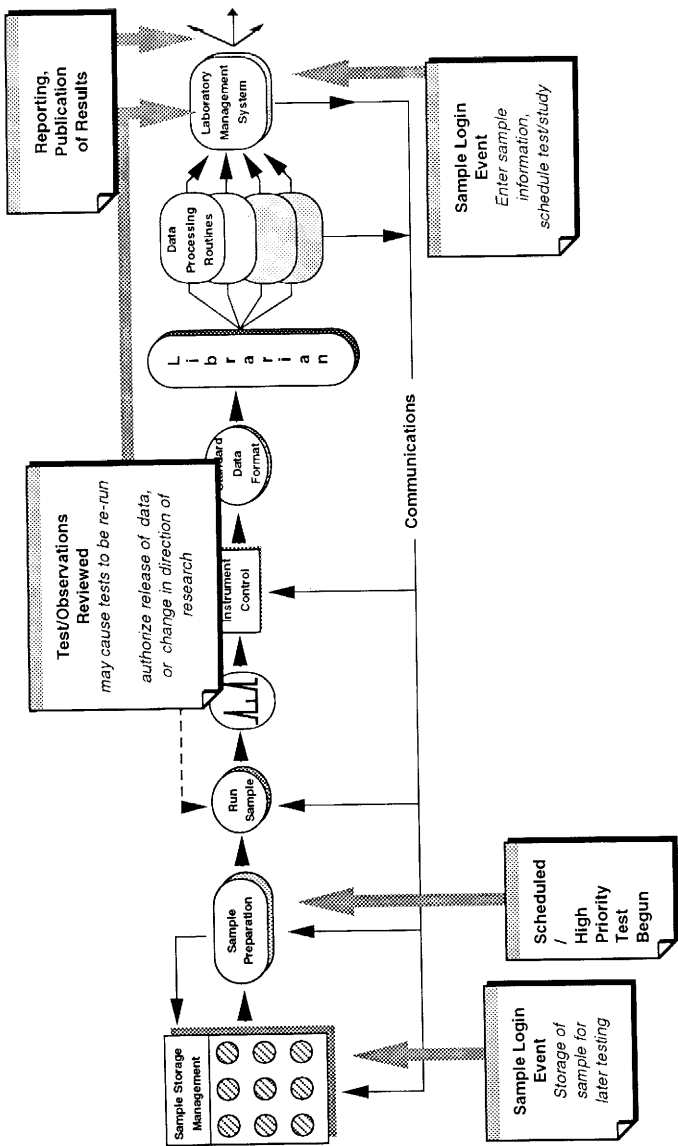 Reporting,
Publication
of Results
Test/Observations
Reviewed
may cause tests to be re-run
authorize release of data,
or change in direction of
research
Sample Storage
Management
Sample
Preparation
Run
Sample
Instrument
Control
Standard
Data
Format
Librarian
Data
Processing
Routines
Laboratory
Management
System
Communications
Sample Login
Event
Storage of
sample for
later testing
Scheduled
/
High
Priority
Test
Begun
Sample Login
Event
Enter sample
information,
schedule test/study